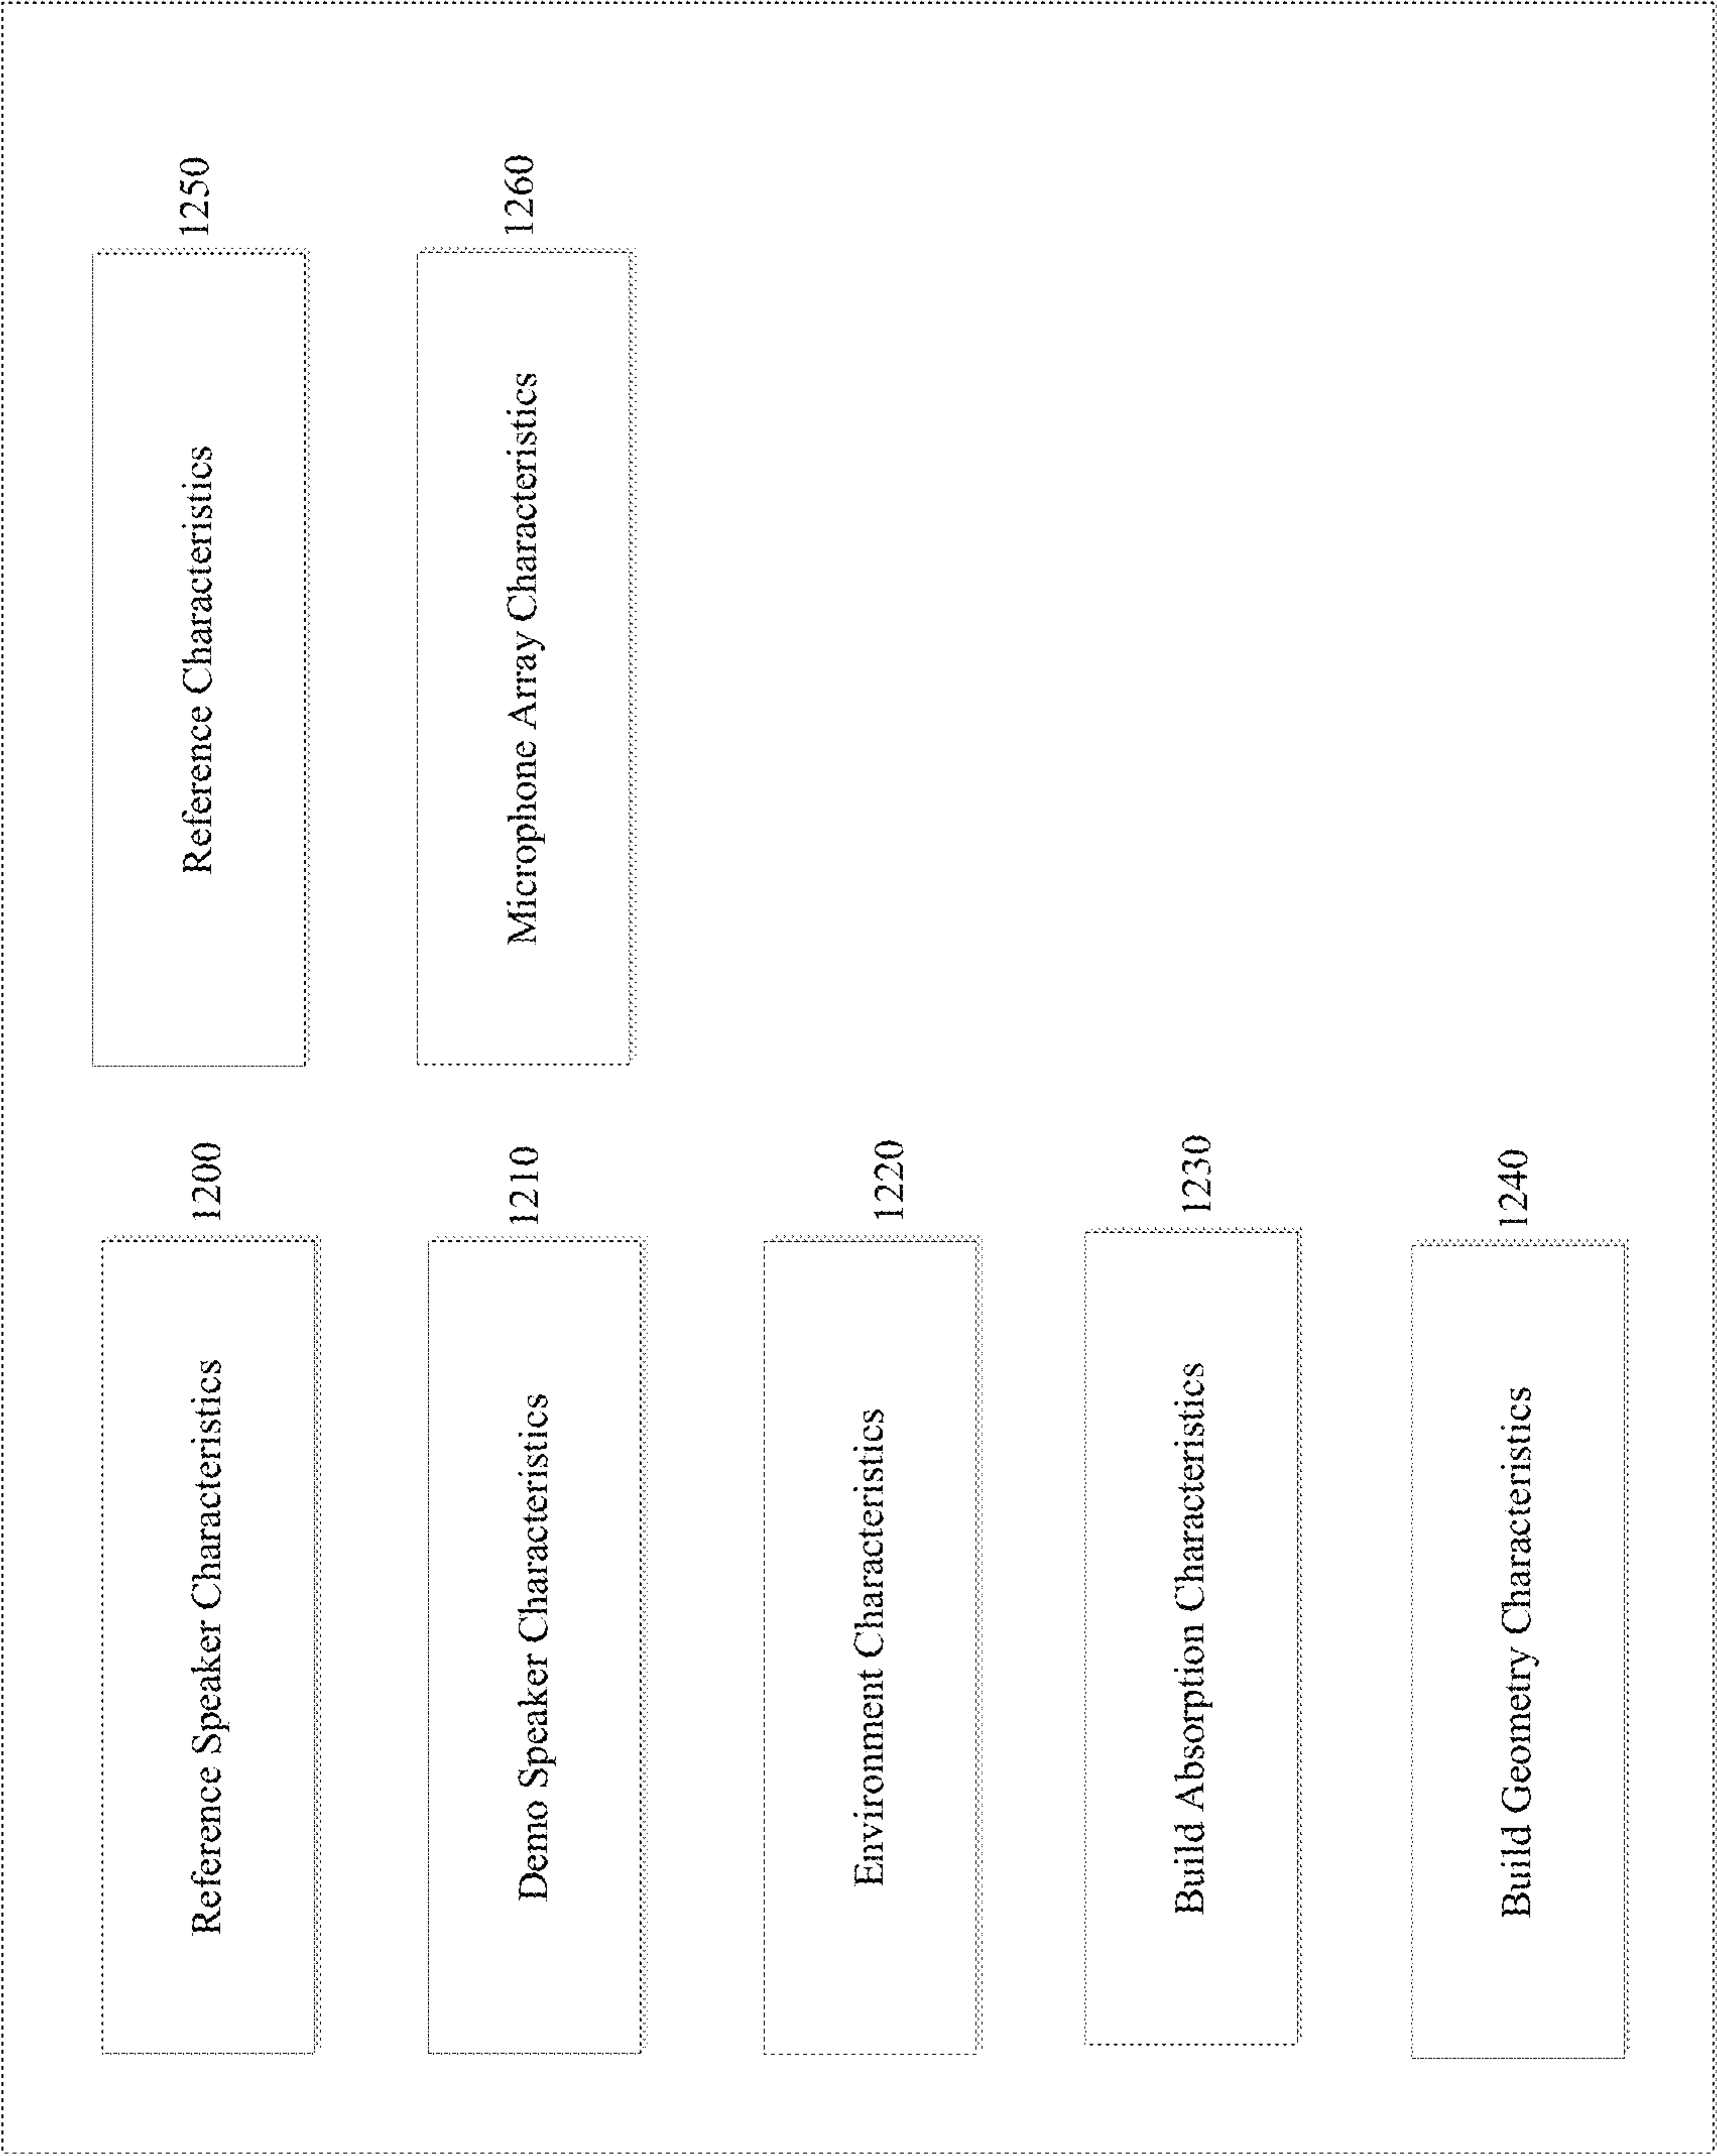 Reference Speaker Characteristics
1200
Demo Speaker Characteristics
1210
Environment Characteristics
1220
Build Absorption Characteristics
1230
Build Geometry Characteristics
1240
Reference Characteristics
1250
Microphone Array Characteristics
1260